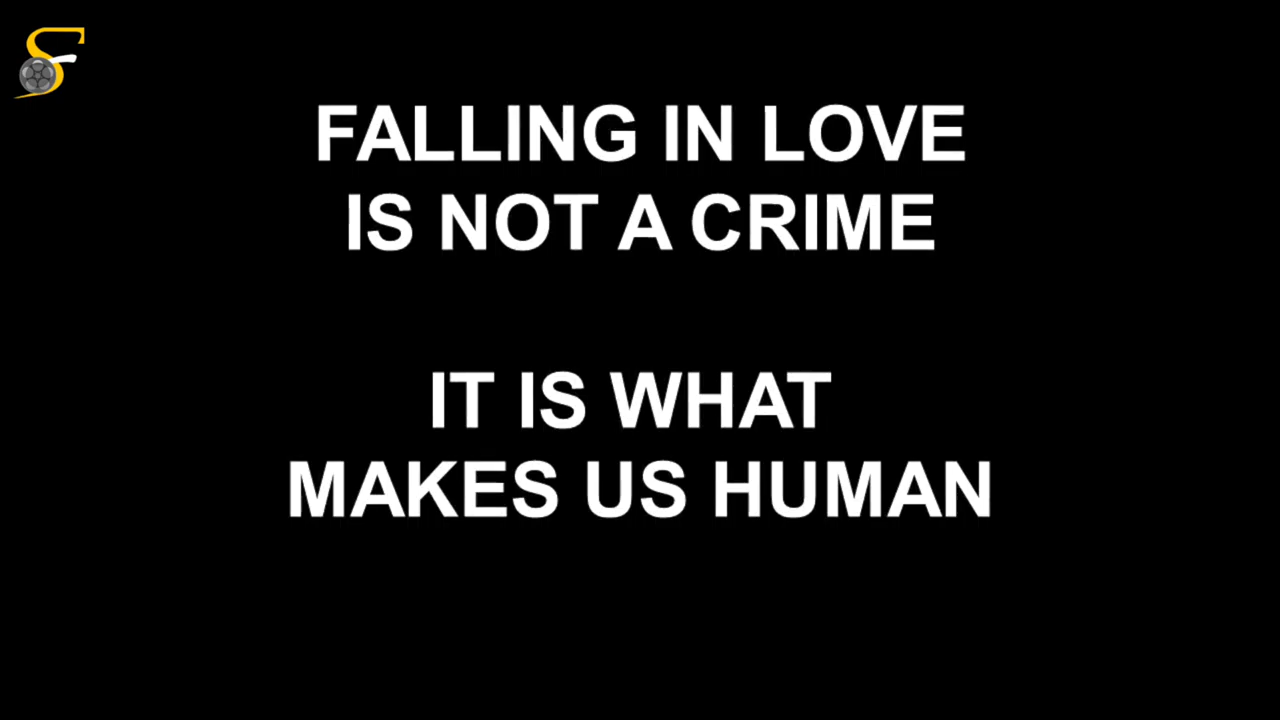 FALLING IN LOVE
IS NOT A CRIME
IT IS WHAT
MAKES US HUMAN